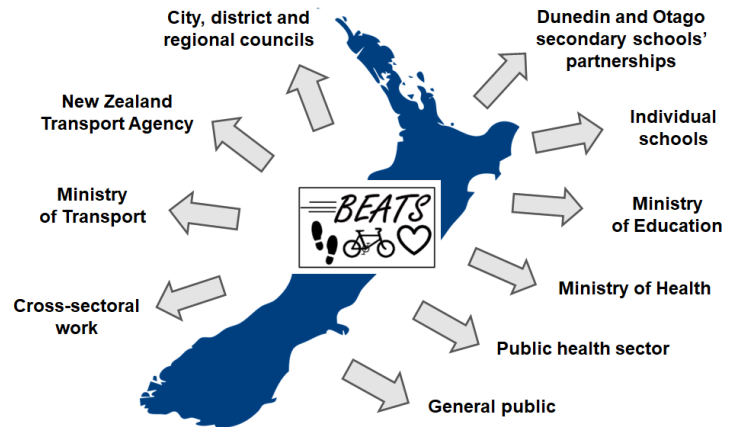 City, district and
regional councils
Dunedin and Otago
secondary schools’
partnerships
New Zealand
Transport Agency
Individual
schools
Ministry
of Transport
BEATS
Ministry
of Education
Cross-sectoral
work
Ministry of Health
Public health sector
General public